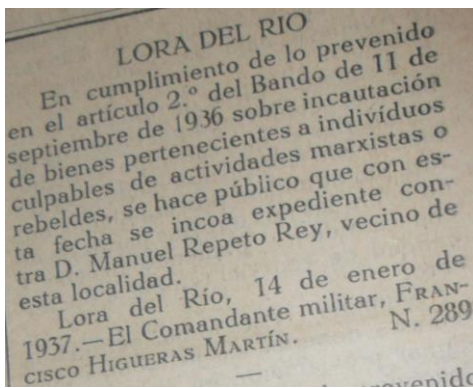 LORA DEL RIO
En cumplimiento de lo prevenido
en el artículo 2.º del Bando de 11 de
septiembre de 1936 sobre incautación
de bienes pertenecientes a indivíduos
culpables de actividades marxistas o
rebeldes, se hace público que con es-
ta fecha se incoa expediente con-
tra D. Manuel Repeto Rey, vecino de
esta localidad.
Lora del Río, 14 de enero de
1937.—El Comandante militar, FRAN-
CISCO HIGUERAS MARTÍN. N. 289
prevenido